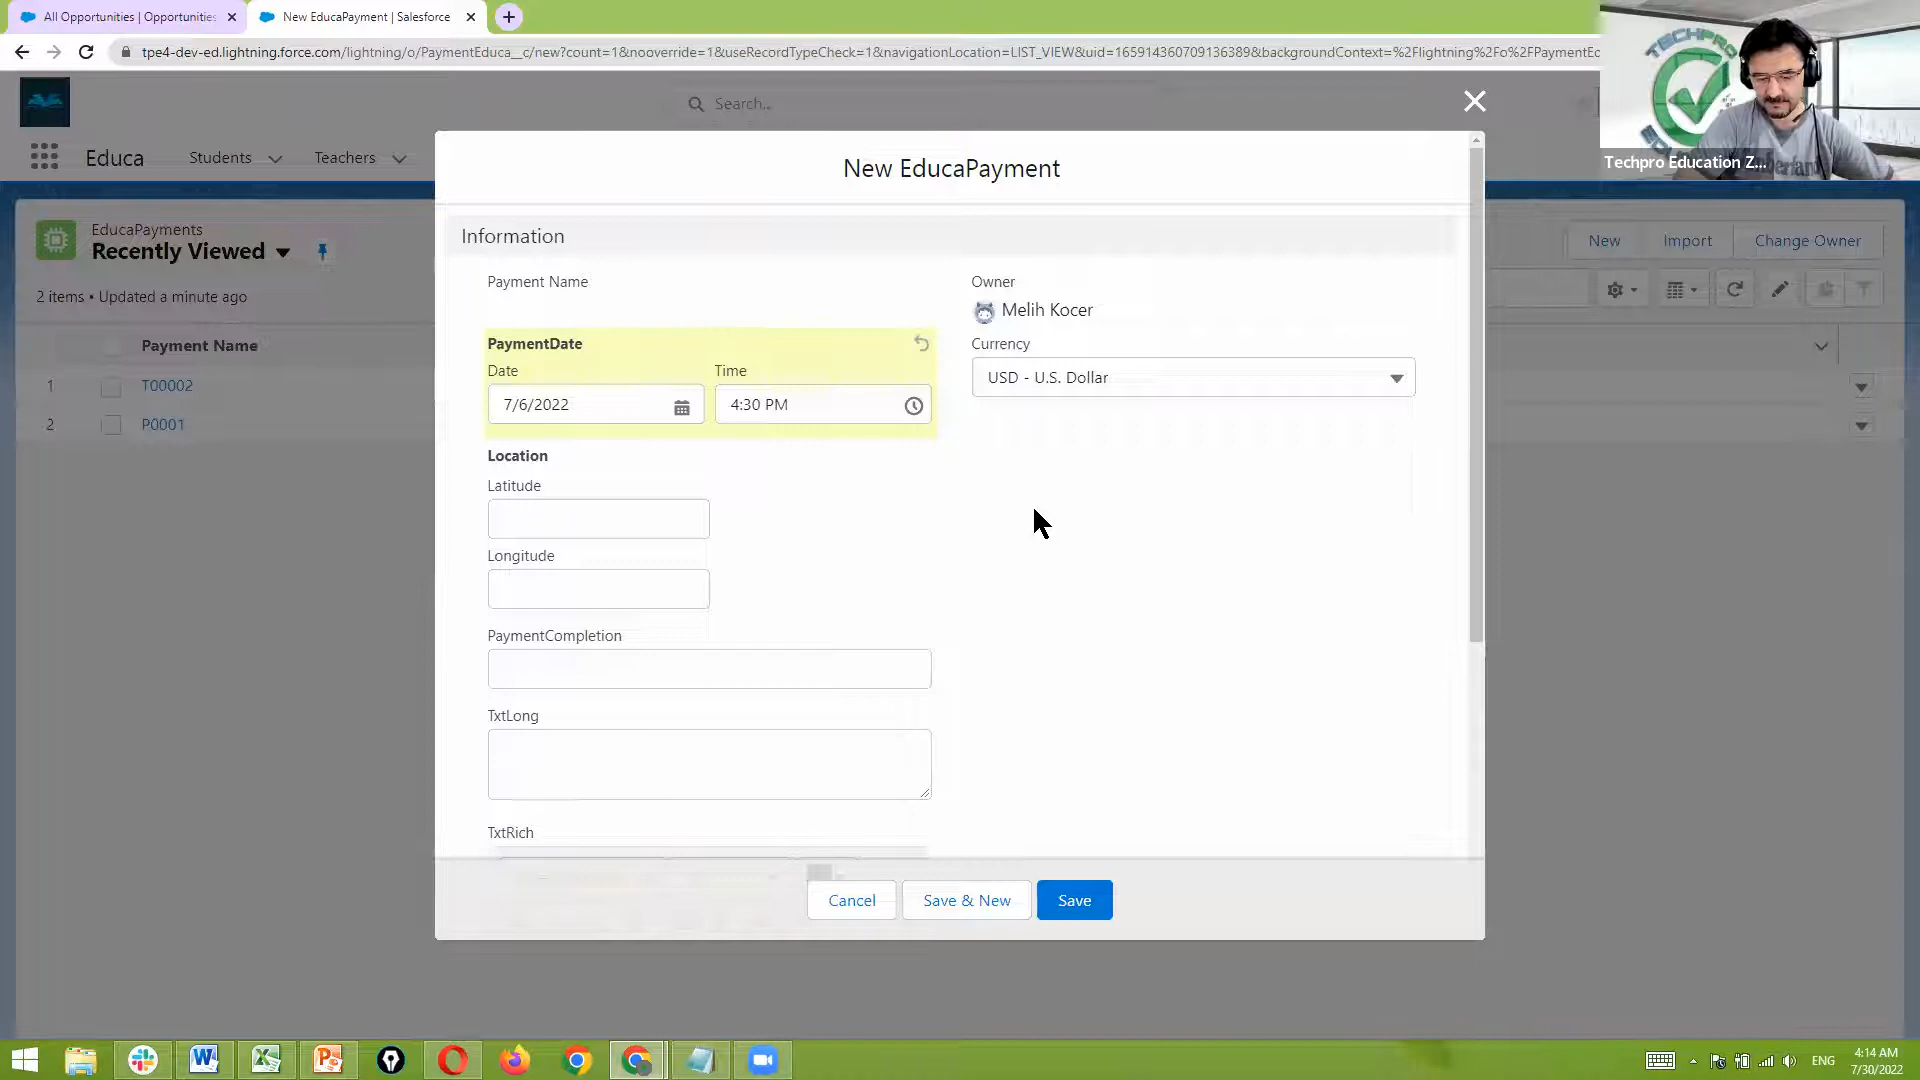 All Opportunities | Opportunities
New EducaPayment | Salesforce
tpe4-dev-ed.lightning.force.com/lightning/o/PaymentEduca__c/new?count=1&nooverride=1&useRecordTypeCheck=1&navigationLocation=LIST_VIEW&uid=165914360709136389&backgroundContext=%2Flightning%2Fo%2FPaymentEd
TECHPRO
Techpro Education Z...
Search...
Educa
Students
Teachers
New EducaPayment
EducaPayments
Recently Viewed
New
Import
Change Owner
2 items • Updated a minute ago
Payment Name
1
T00002
2
P0001
Information
Payment Name
Owner
Melih Kocer
PaymentDate
Currency
Date
Time
USD - U.S. Dollar
7/6/2022
4:30 PM
Location
Latitude
Longitude
PaymentCompletion
TxtLong
TxtRich
Cancel
Save & New
Save
ENG
4:14 AM
7/30/2022